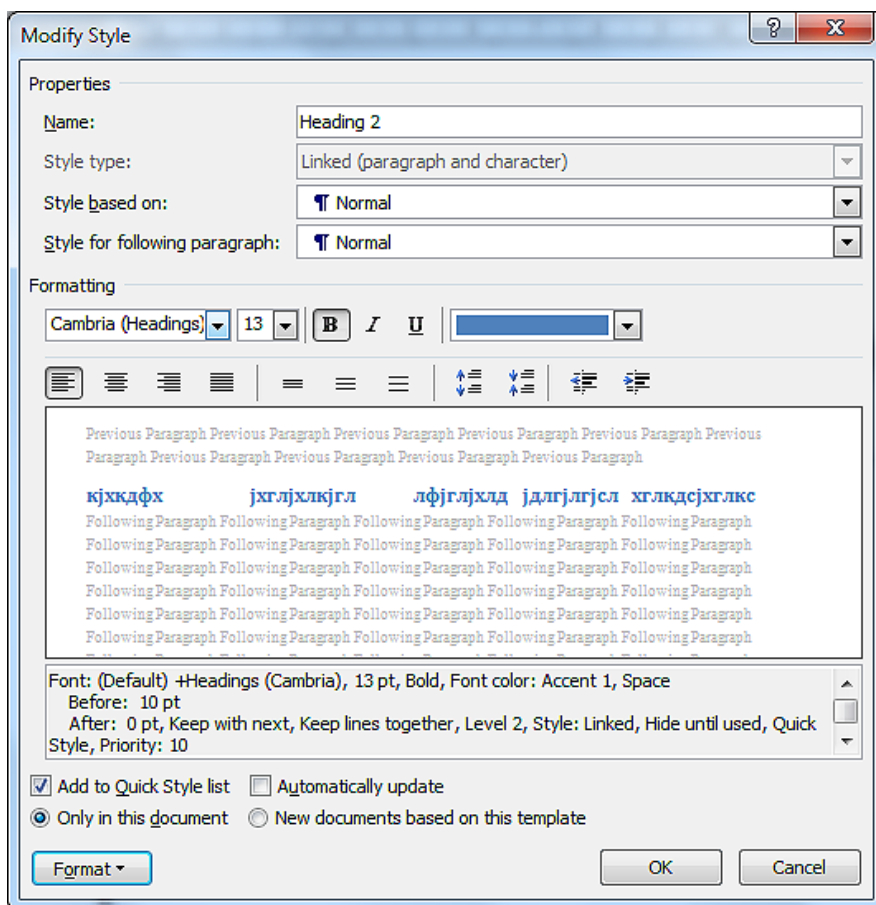 Modify Style
Properties
Name: Heading 2
Style type: Linked (paragraph and character)
Style based on: ¶ Normal
Style for following paragraph: ¶ Normal
Formatting
Cambria (Headings) 13 B I U
Previous Paragraph Previous Paragraph Previous Paragraph Previous Paragraph Previous Paragraph Previous
Paragraph Previous Paragraph Previous Paragraph Previous Paragraph Previous Paragraph
кјхкдфх јхглјхлкјгл лфјглјхлд јдлгјлгјсл хглкдсјхглкс
Following Paragraph Following Paragraph Following Paragraph Following Paragraph Following Paragraph
Following Paragraph Following Paragraph Following Paragraph Following Paragraph Following Paragraph
Following Paragraph Following Paragraph Following Paragraph Following Paragraph Following Paragraph
Following Paragraph Following Paragraph Following Paragraph Following Paragraph Following Paragraph
Following Paragraph Following Paragraph Following Paragraph Following Paragraph Following Paragraph
Following Paragraph Following Paragraph Following Paragraph Following Paragraph Following Paragraph
Font: (Default) +Headings (Cambria), 13 pt, Bold, Font color: Accent 1, Space
Before: 10 pt
After: 0 pt, Keep with next, Keep lines together, Level 2, Style: Linked, Hide until used, Quick
Style, Priority: 10
Add to Quick Style list Automatically update
Only in this document New documents based on this template
Format OK Cancel